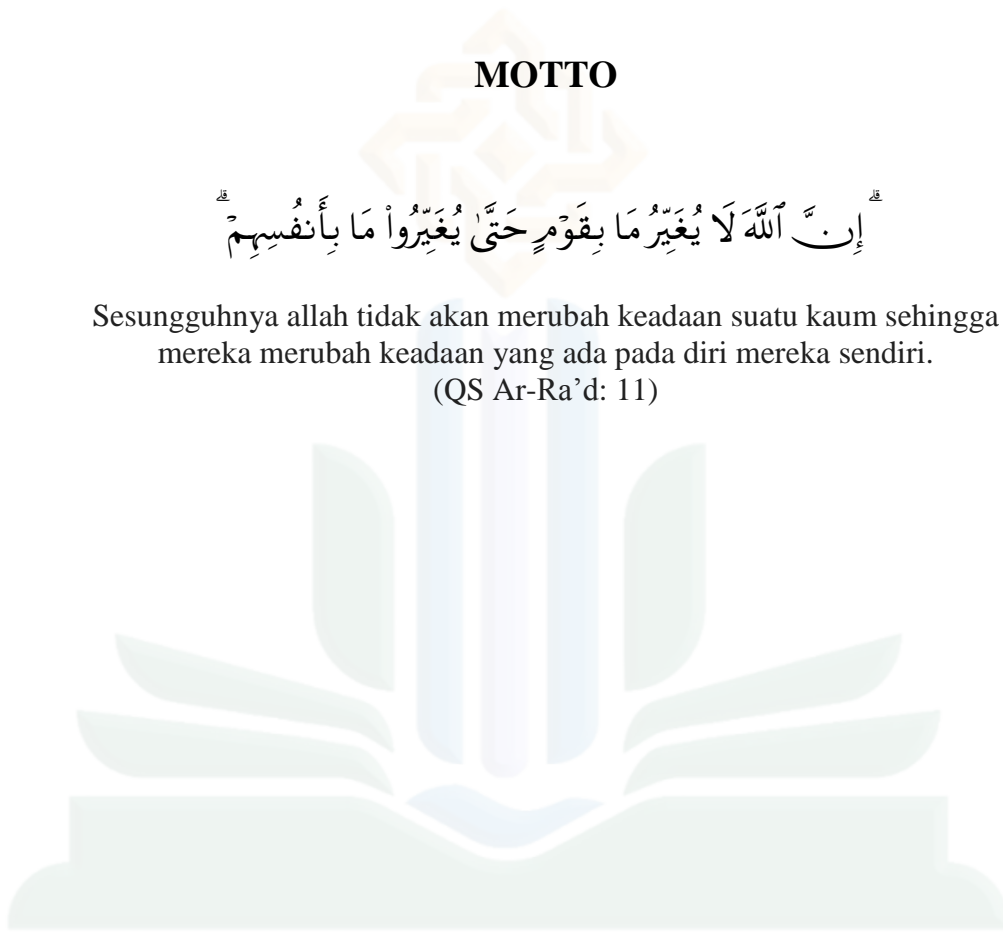 MOTTO
ۗ إِنَّ ٱللَّهَ لَا يُغَيِّرُ مَا بِقَوۡمٍ حَتَّىٰ يُغَيِّرُواْ مَا بِأَنفُسِهِمۡۗ
Sesungguhnya allah tidak akan merubah keadaan suatu kaum sehingga
mereka merubah keadaan yang ada pada diri mereka sendiri.
(QS Ar-Ra’d: 11)